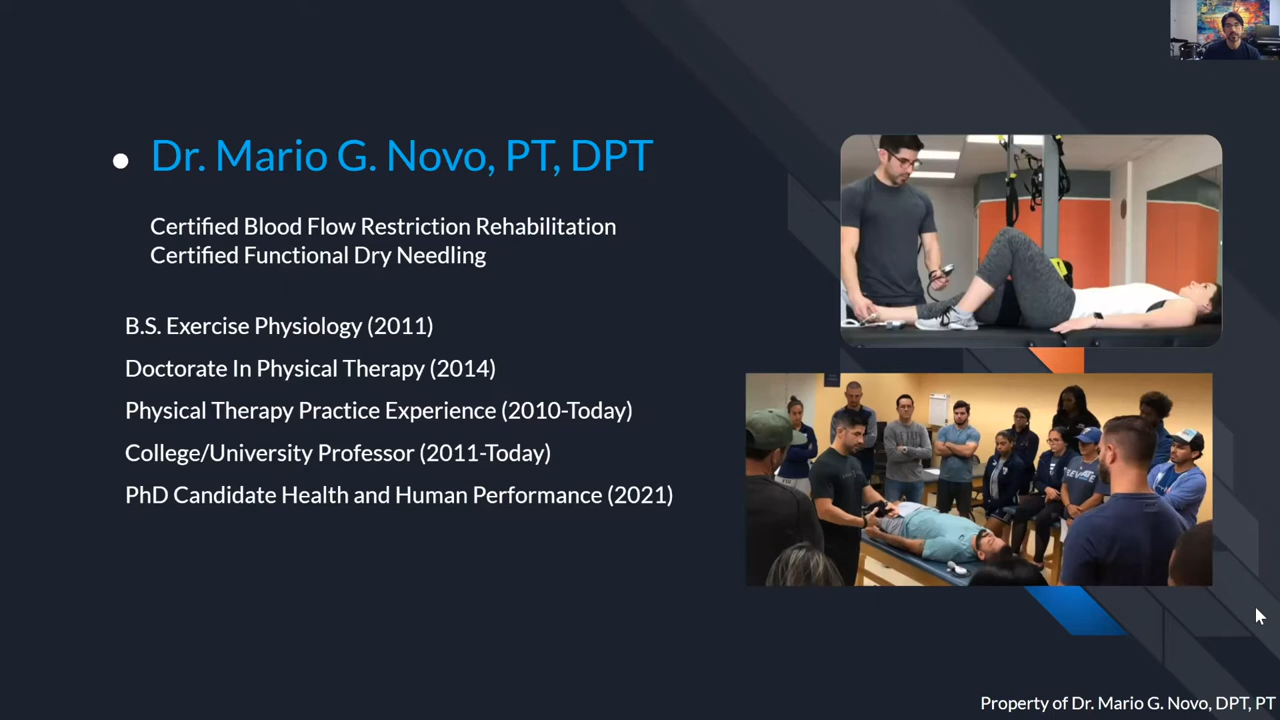 Dr. Mario G. Novo, PT, DPT
Certified Blood Flow Restriction Rehabilitation
Certified Functional Dry Needling
B.S. Exercise Physiology (2011)
Doctorate In Physical Therapy (2014)
Physical Therapy Practice Experience (2010-Today)
College/University Professor (2011-Today)
PhD Candidate Health and Human Performance (2021)
Property of Dr. Mario G. Novo, DPT, PT